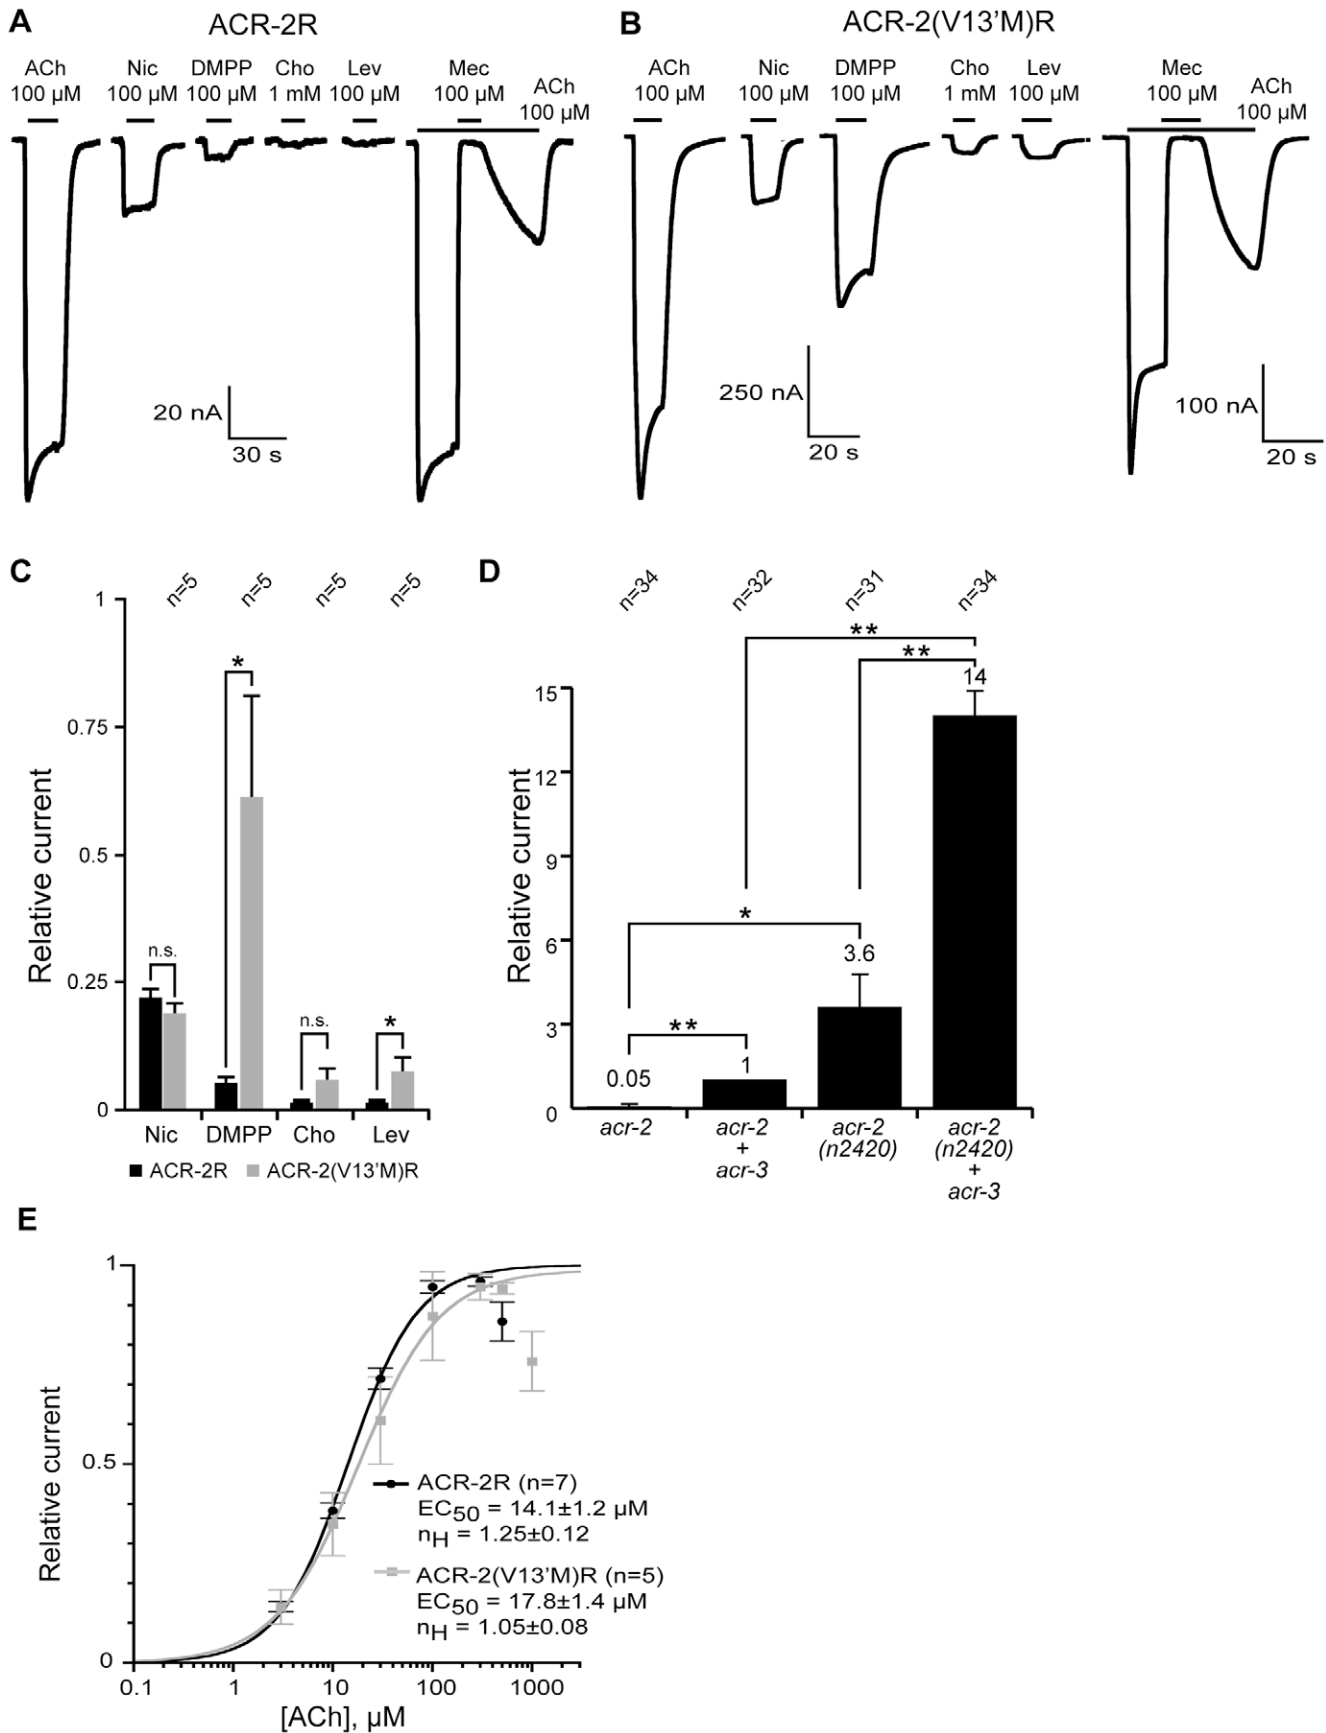 A
ACR-2R
ACh
100 µM
Nic
100 µM
DMPP
100 µM
Cho
1 mM
Lev
100 µM
Mec
100 µM
ACh
100 µM
20 nA
30 s
B
ACR-2(V13'M)R
ACh
100 µM
Nic
100 µM
DMPP
100 µM
Cho
1 mM
Lev
100 µM
Mec
100 µM
ACh
100 µM
250 nA
20 s
100 nA
20 s
C
n=5
n=5
n=5
n=5
Relative current
1
0.75
0.5
0.25
0
n.s.
*
n.s.
*
Nic
DMPP
Cho
Lev
ACR-2R
ACR-2(V13'M)R
D
n=34
n=32
n=31
n=34
Relative current
15
12
9
6
3
0
**
**
*
**
0.05
1
3.6
14
acr-2
acr-2
+
acr-3
acr-2
(n2420)
acr-2
(n2420)
+
acr-3
E
Relative current
1
0.5
0
ACR-2R (n=7)
EC50 = 14.1±1.2 µM
nH = 1.25±0.12
ACR-2(V13'M)R (n=5)
EC50 = 17.8±1.4 µM
nH = 1.05±0.08
0.1
1
10
100
1000
[ACh], µM